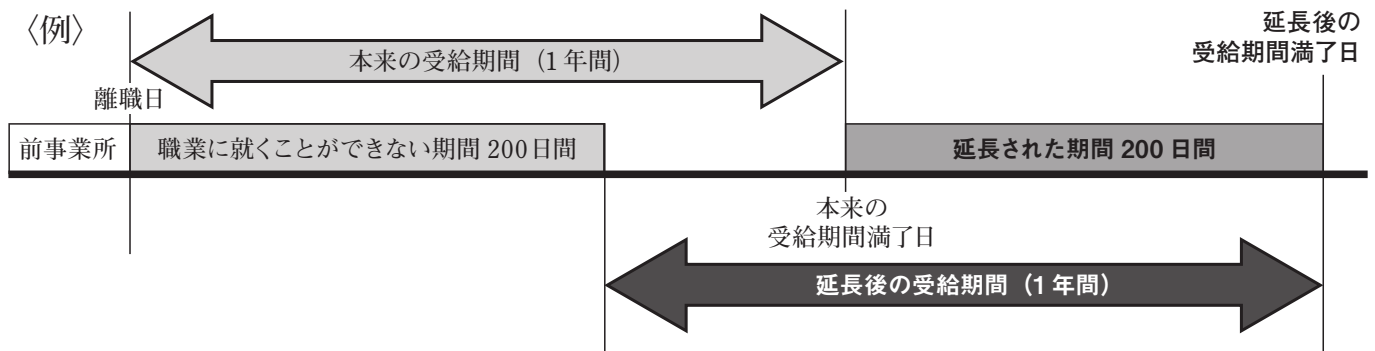 〈例〉
本来の受給期間（1年間）
延長後の
受給期間満了日
離職日
前事業所
職業に就くことができない期間 200日間
延長された期間 200 日間
本来の
受給期間満了日
延長後の受給期間（1 年間）